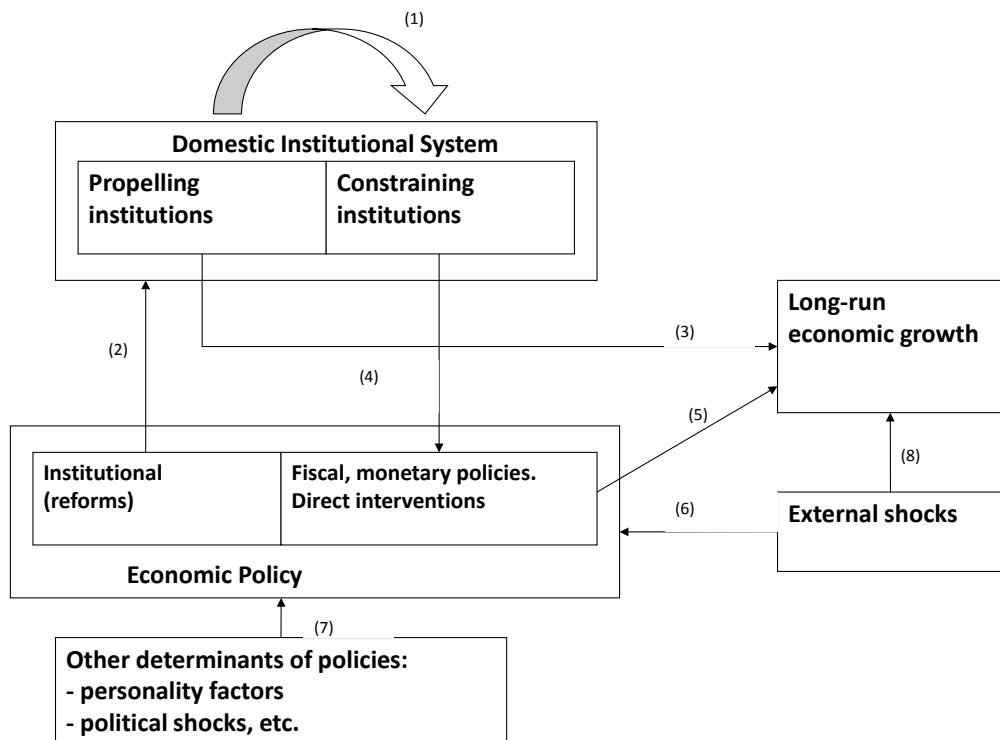 (1)
Domestic Institutional System
Propelling
institutions
Constraining
institutions
(2)
(3)
(4)
Long-run
economic growth
(5)
(8)
Institutional
(reforms)
Fiscal, monetary policies.
Direct interventions
(6)
External shocks
Economic Policy
(7)
Other determinants of policies:
- personality factors
- political shocks, etc.